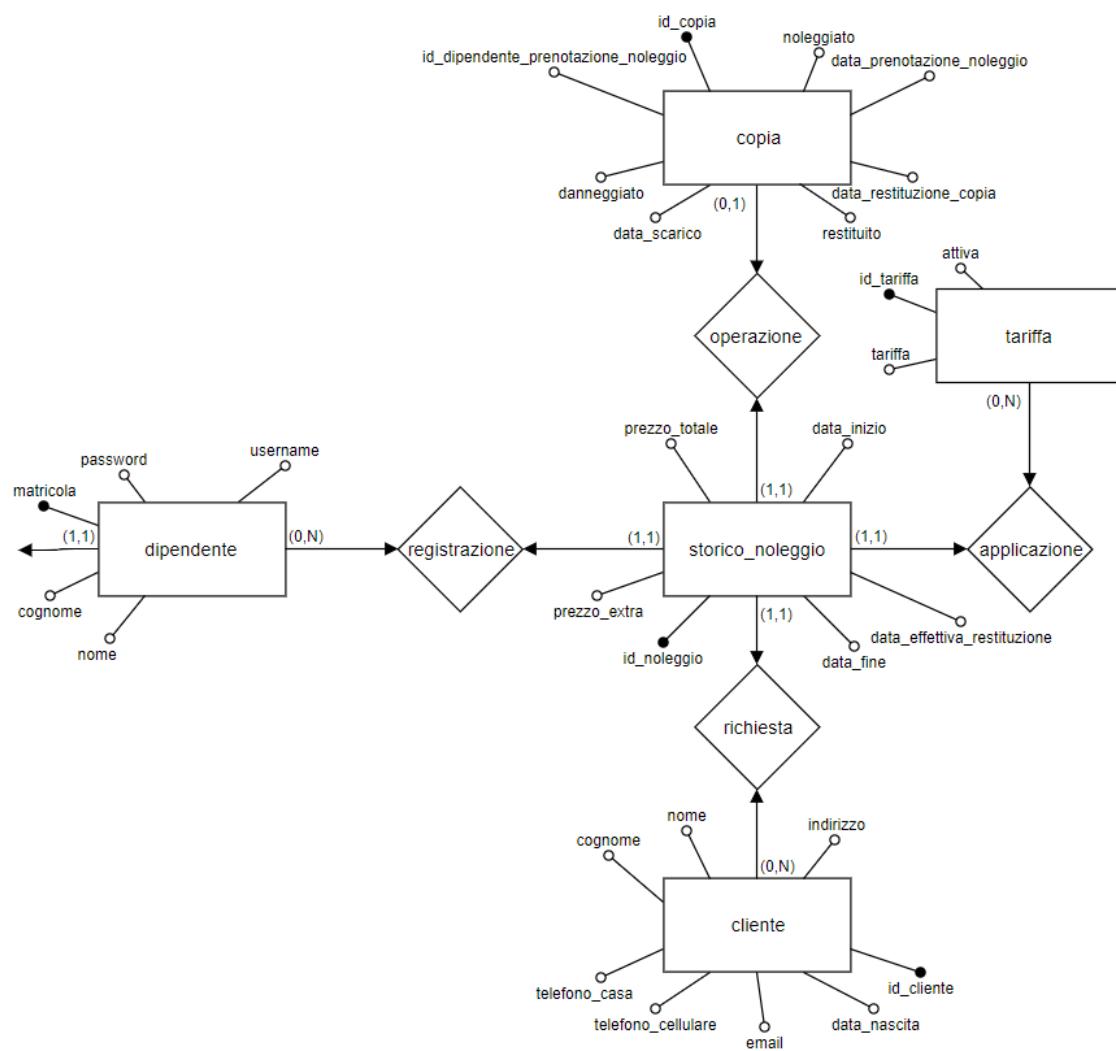 id_copia
noleggiato
id_dipendente_prenotazione_noleggio
data_prenotazione_noleggio
copia
danneggiato
data_restituzione_copia
(0,1)
data_scarico
restituito
attiva
id_tariffa
operazione
tariffa
tariffa
(0,N)
prezzo_totale
data_inizio
username
password
matricola
(1,1)
(1,1)
dipendente
(0,N)
registrazione
(1,1)
storico_noleggio
(1,1)
applicazione
cognome
prezzo_extra
(1,1)
data_effettiva_restituzione
nome
id_noleggio
data_fine
richiesta
nome
indirizzo
cognome
(0,N)
cliente
telefono_casa
id_cliente
telefono_cellulare
data_nascita
email